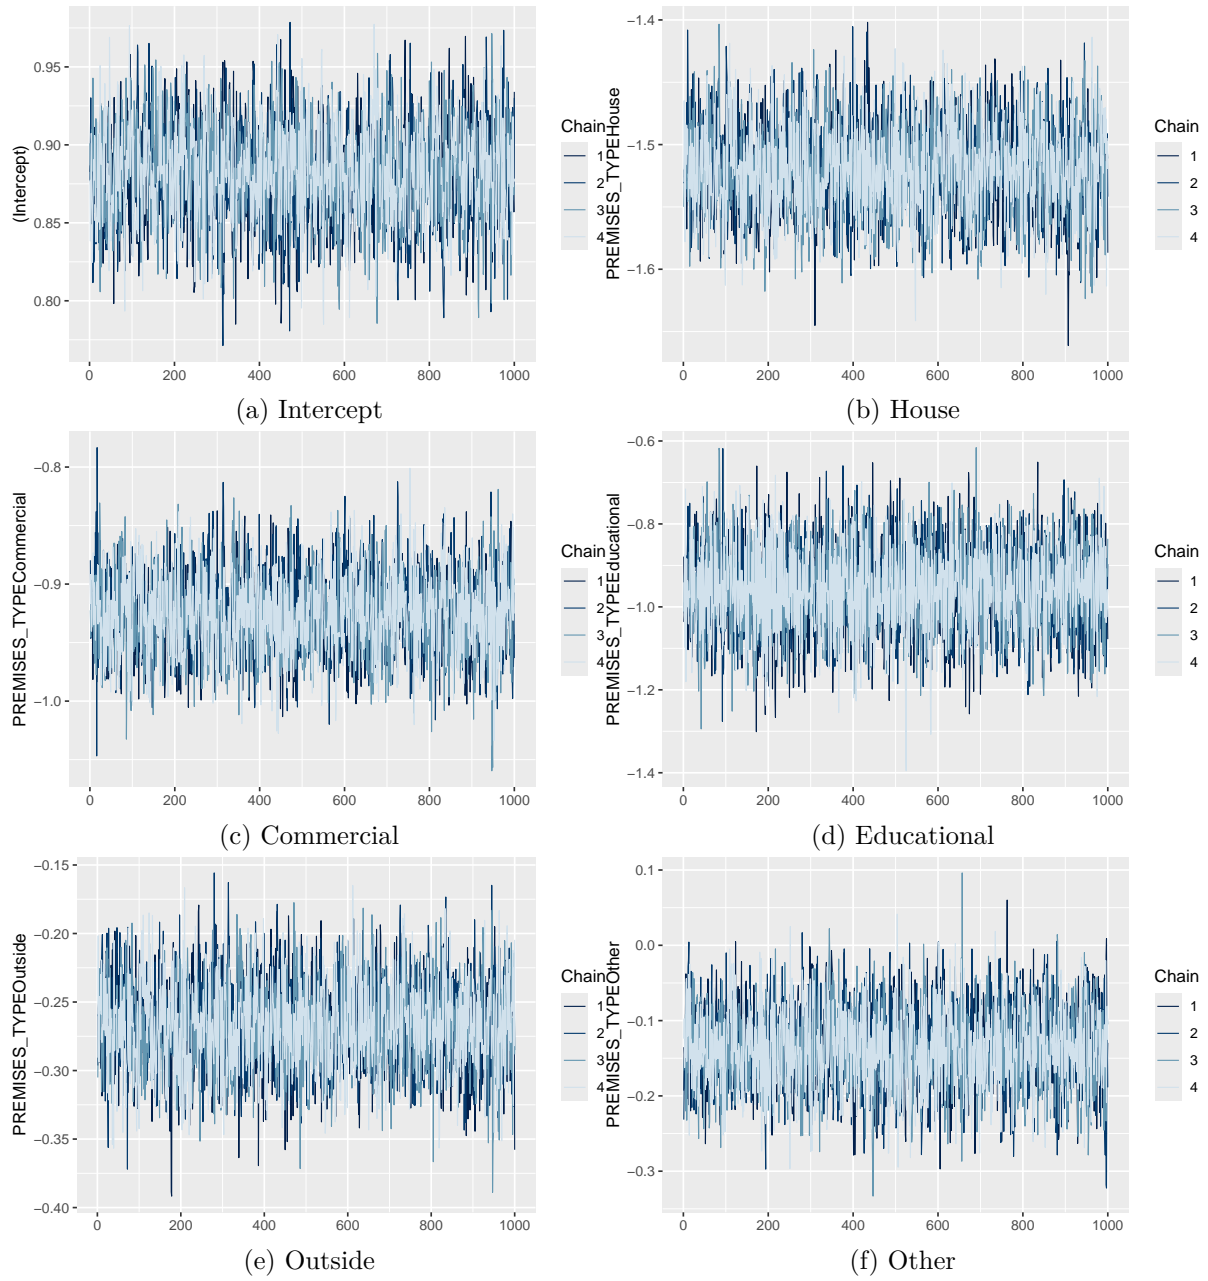 (Intercept)
0.95
0.90
0.85
0.80
0 200 400 600 800 1000
Chain
1
2
3
4
(a) Intercept
PREMISES_TYPEHouse
−1.4
−1.5
−1.6
0 200 400 600 800 1000
Chain
1
2
3
4
(b) House
PREMISES_TYPECommercial
−0.8
−0.9
−1.0
0 200 400 600 800 1000
Chain
1
2
3
4
(c) Commercial
PREMISES_TYPEEducational
−0.6
−0.8
−1.0
−1.2
−1.4
0 200 400 600 800 1000
Chain
1
2
3
4
(d) Educational
PREMISES_TYPEOutside
−0.15
−0.20
−0.25
−0.30
−0.35
−0.40
0 200 400 600 800 1000
Chain
1
2
3
4
(e) Outside
PREMISES_TYPEOther
0.1
0.0
−0.1
−0.2
−0.3
0 200 400 600 800 1000
Chain
1
2
3
4
(f) Other